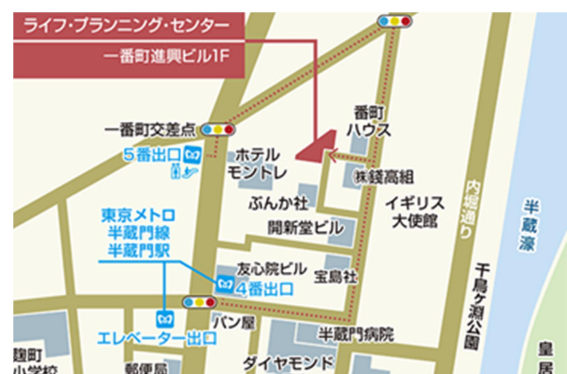 ライフ・プランニング・センター
一番町進興ビル1F
一番町交差点
5番出口
ホテル
モントレ
番町
ハウス
㈱錢高組
ぶんか社
開新堂ビル
イギリス
大使館
内堀通り
半蔵濠
千鳥ヶ淵公園
東京メトロ
半蔵門線
半蔵門駅
友心院ビル
4番出口
宝島社
エレベーター出口
パン屋
半蔵門病院
麹町
小学校
郵便局
ダイヤモンド
皇居